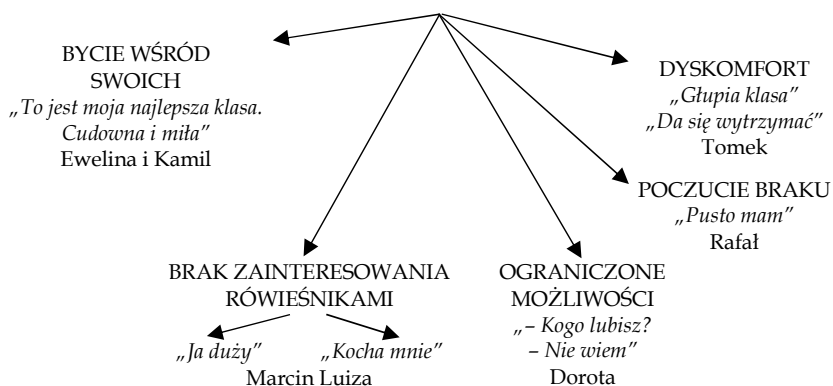 BYCIE WŚRÓD
SWOICH
„To jest moja najlepsza klasa.
Cudowna i miła”
Ewelina i Kamil
DYSKOMFORT
„Głupia klasa”
„Da się wytrzymać”
Tomek
POCZUCIE BRAKU
„Pusto mam”
Rafał
BRAK ZAINTERESOWANIA
RÓWIEŚNIKAMI
„Ja duży” „Kocha mnie”
Marcin Luiza
OGRANICZONE
MOŻLIWOŚCI
„– Kogo lubisz?
– Nie wiem”
Dorota